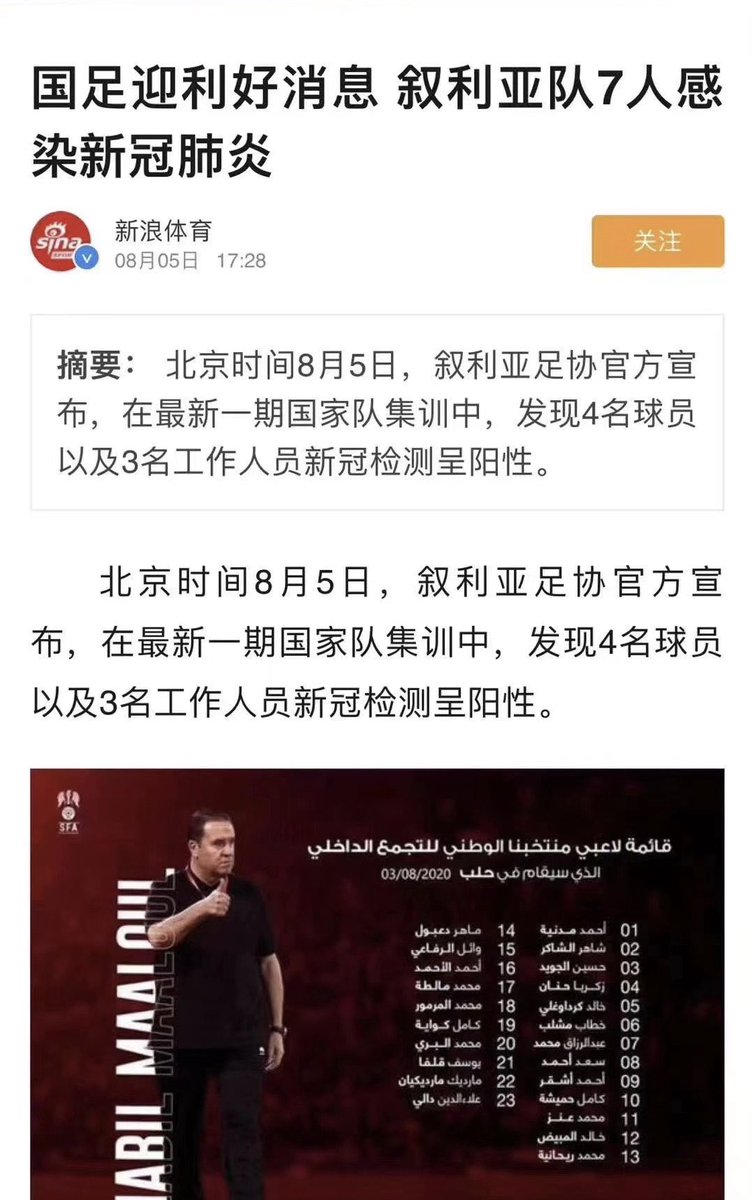 国足迎利好消息 叙利亚队7人感
染新冠肺炎
sina
新浪体育
08月05日 17:28
关注
摘要： 北京时间8月5日，叙利亚足协官方宣
布，在最新一期国家队集训中，发现4名球员
以及3名工作人员新冠检测呈阳性。
北京时间8月5日，叙利亚足协官方宣
布，在最新一期国家队集训中，发现4名球员
以及3名工作人员新冠检测呈阳性。
SFA
NABIL MAALOUL
قائمة لاعبي منتخبنا الوطني للتجمع الداخلي
الذي سيقام في حلب 03/08/2020
01 أحمد مدنية
02 شاهر الشاكر
03 حسين الجويد
04 زكريا حنان
05 خالد كرداوغلي
06 خطاب مشلب
07 عبدالرزاق محمد
08 سعد أحمد
09 أحمد أشقر
10 كامل حميشة
11 محمد عنز
12 خالد المبيض
13 محمد ريحانية
14 ماهر دعبول
15 وائل الرفاعي
16 أحمد الأحمد
17 محمد مالطة
18 محمد المرمور
19 كامل كواية
20 محمد البري
21 يوسف قلفا
22 مارديك مارديكيان
23 علاءالدين دالي